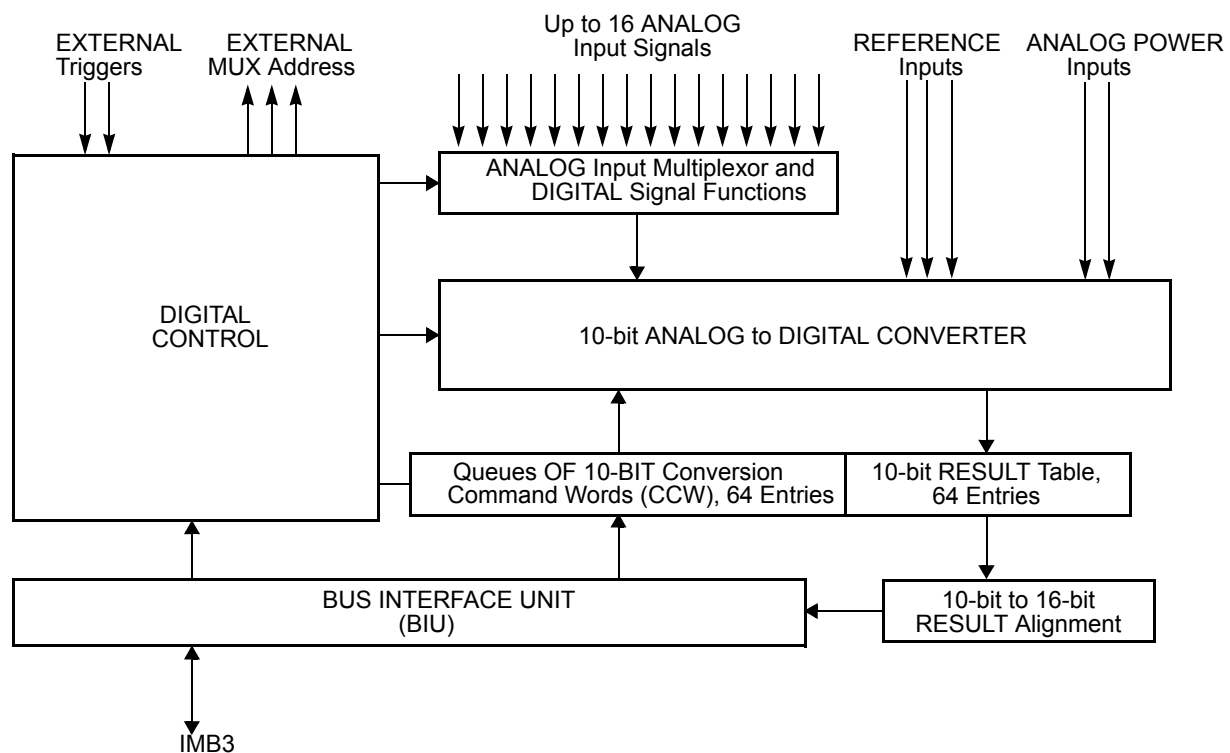 EXTERNAL
Triggers
EXTERNAL
MUX Address
Up to 16 ANALOG
Input Signals
REFERENCE
Inputs
ANALOG POWER
Inputs
ANALOG Input Multiplexor and
DIGITAL Signal Functions
DIGITAL
CONTROL
10-bit ANALOG to DIGITAL CONVERTER
Queues OF 10-BIT Conversion
Command Words (CCW), 64 Entries
10-bit RESULT Table,
64 Entries
BUS INTERFACE UNIT
(BIU)
10-bit to 16-bit
RESULT Alignment
IMB3